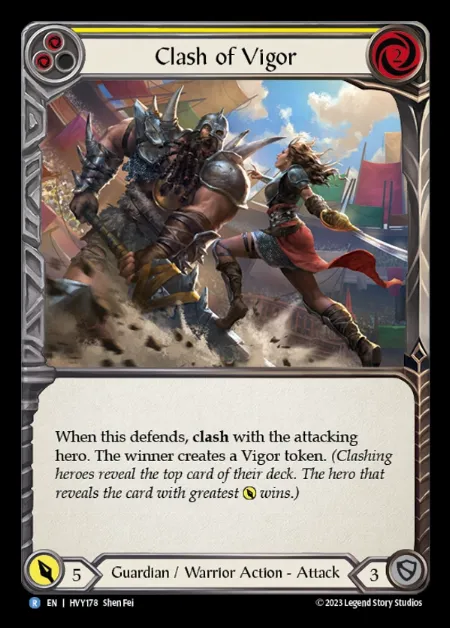 Clash of Vigor
2
When this defends, clash with the attacking
hero. The winner creates a Vigor token. (Clashing
heroes reveal the top card of their deck. The hero that
reveals the card with greatest wins.)
5
Guardian / Warrior Action - Attack
3
R EN | HVY178 Shen Fei
© 2023 Legend Story Studios